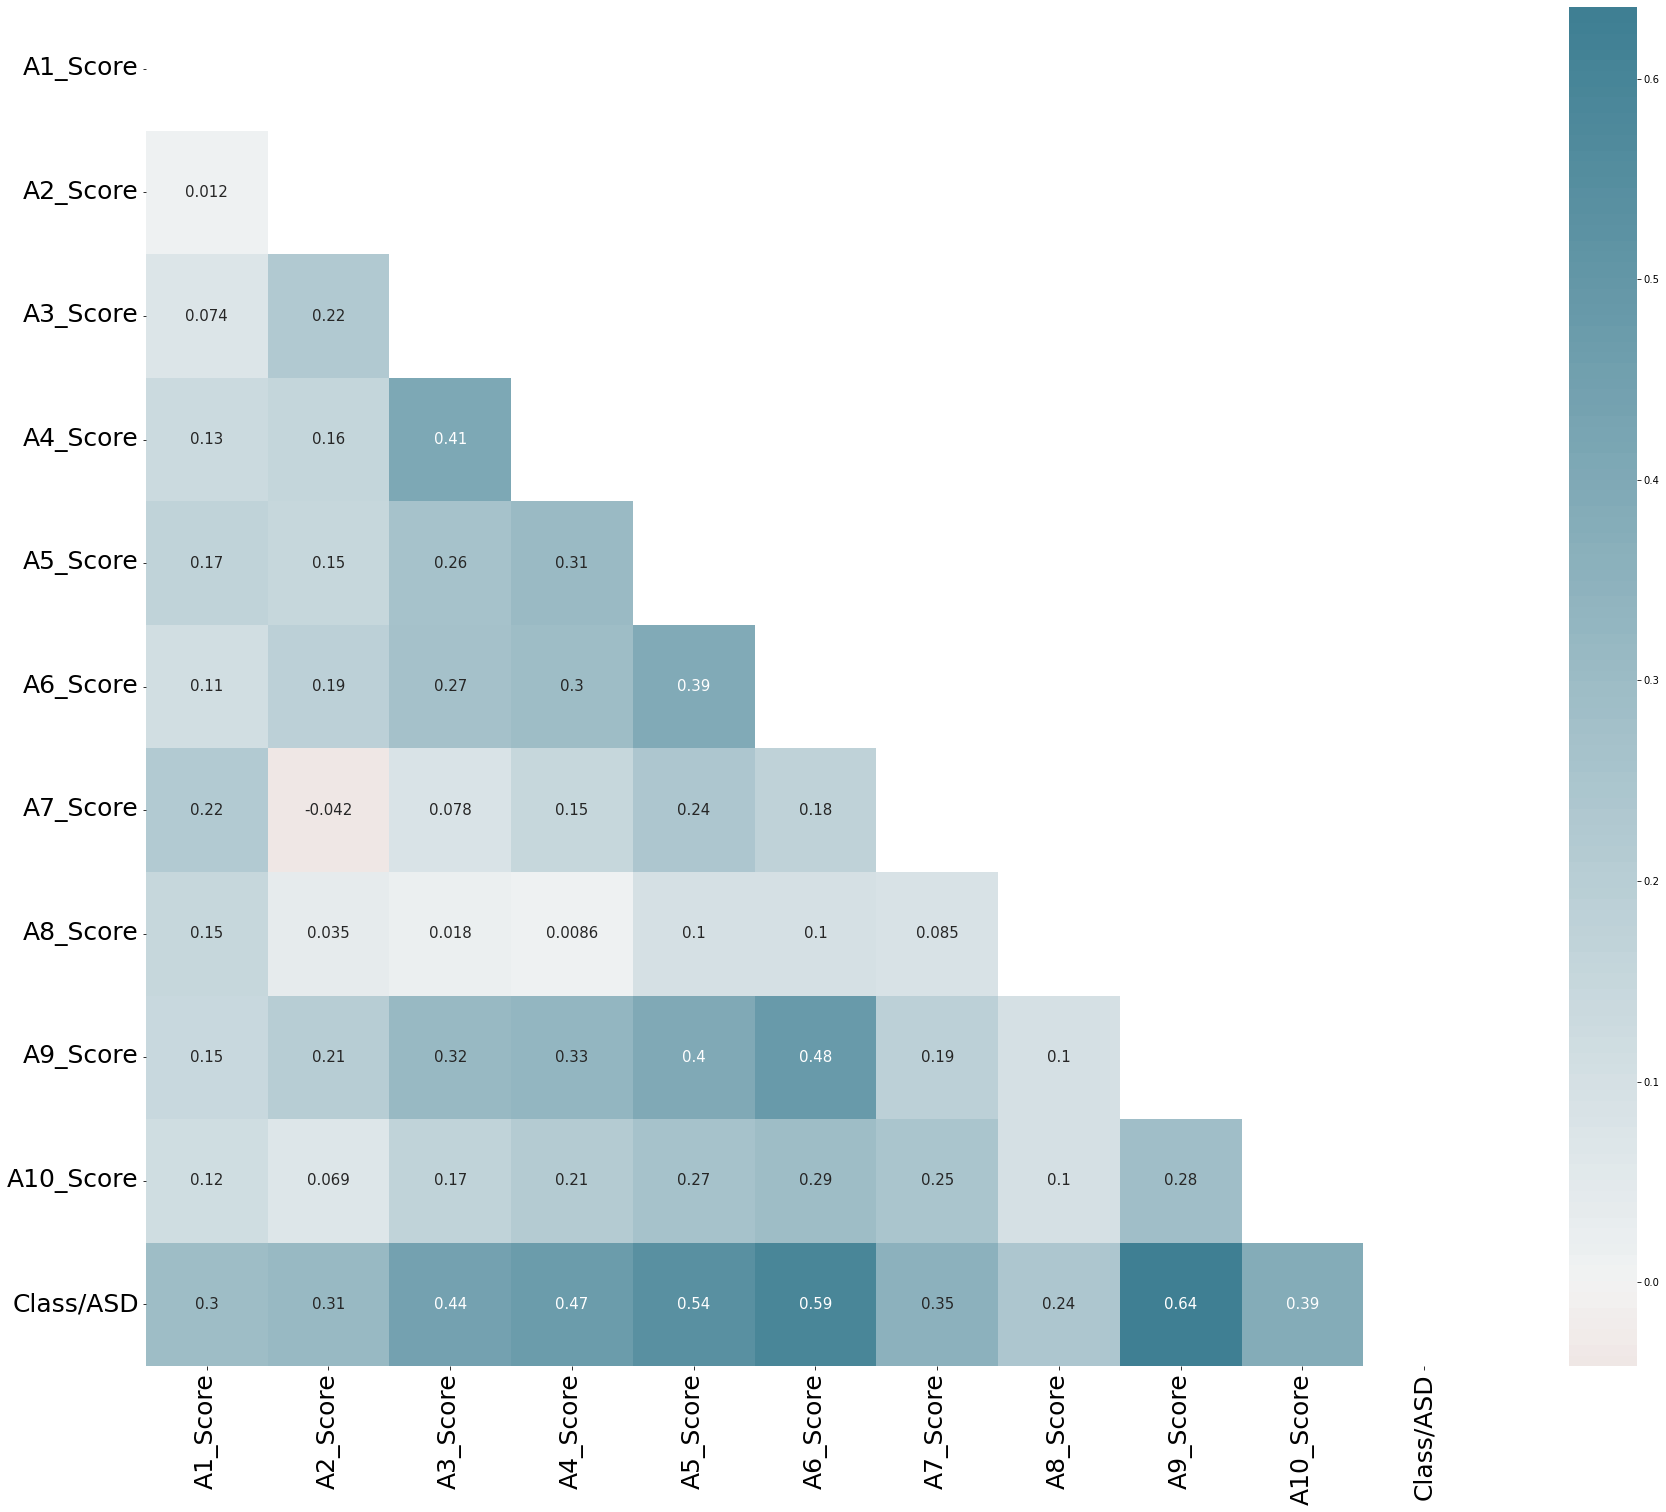 A1_Score
A2_Score 0.012
A3_Score 0.074 0.22
A4_Score 0.13 0.16 0.41
A5_Score 0.17 0.15 0.26 0.31
A6_Score 0.11 0.19 0.27 0.3 0.39
A7_Score 0.22 -0.042 0.078 0.15 0.24 0.18
A8_Score 0.15 0.035 0.018 0.0086 0.1 0.1 0.085
A9_Score 0.15 0.21 0.32 0.33 0.4 0.48 0.19 0.1
A10_Score 0.12 0.069 0.17 0.21 0.27 0.29 0.25 0.1 0.28
Class/ASD 0.3 0.31 0.44 0.47 0.54 0.59 0.35 0.24 0.64 0.39
A1_Score A2_Score A3_Score A4_Score A5_Score A6_Score A7_Score A8_Score A9_Score A10_Score Class/ASD
0.6
0.5
0.4
0.3
0.2
0.1
0.0